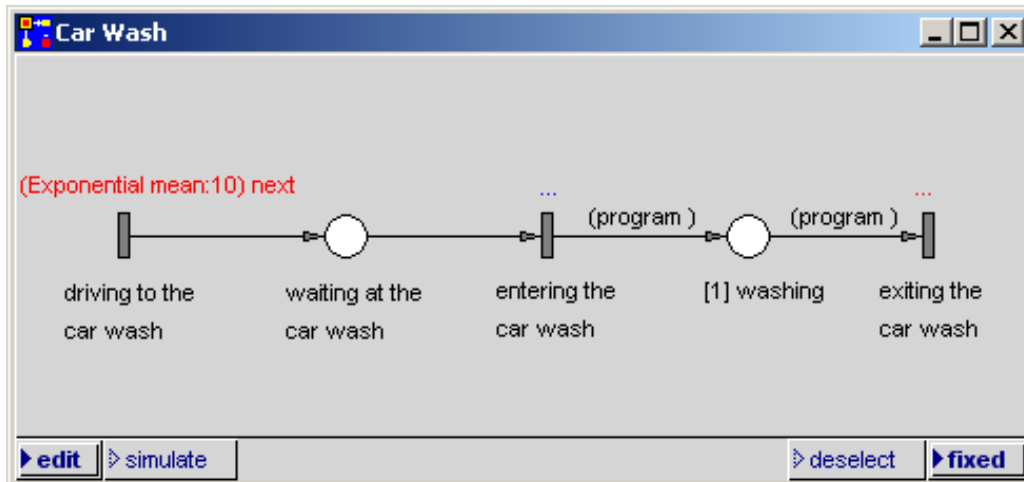 Car Wash
(Exponential mean:10) next
...
...
(program )
(program )
driving to the
car wash
waiting at the
car wash
entering the
car wash
[1] washing
exiting the
car wash
edit
simulate
deselect
fixed